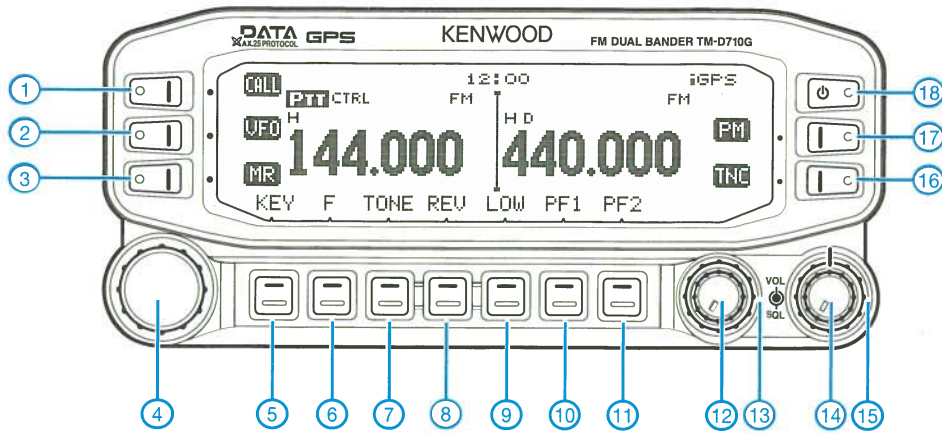 DATA GPS KENWOOD FM DUAL BANDER TM-D710G
AX.25 PROTOCOL
1 CALL 12:00 iGPS 18
PTT CTRL FM FM
2 VFO H 144.000 H D 440.000 PM 17
3 MR TNC 16
KEY F TONE REV LOW PF1 PF2
VOL
SQL
4 5 6 7 8 9 10 11 12 13 14 15